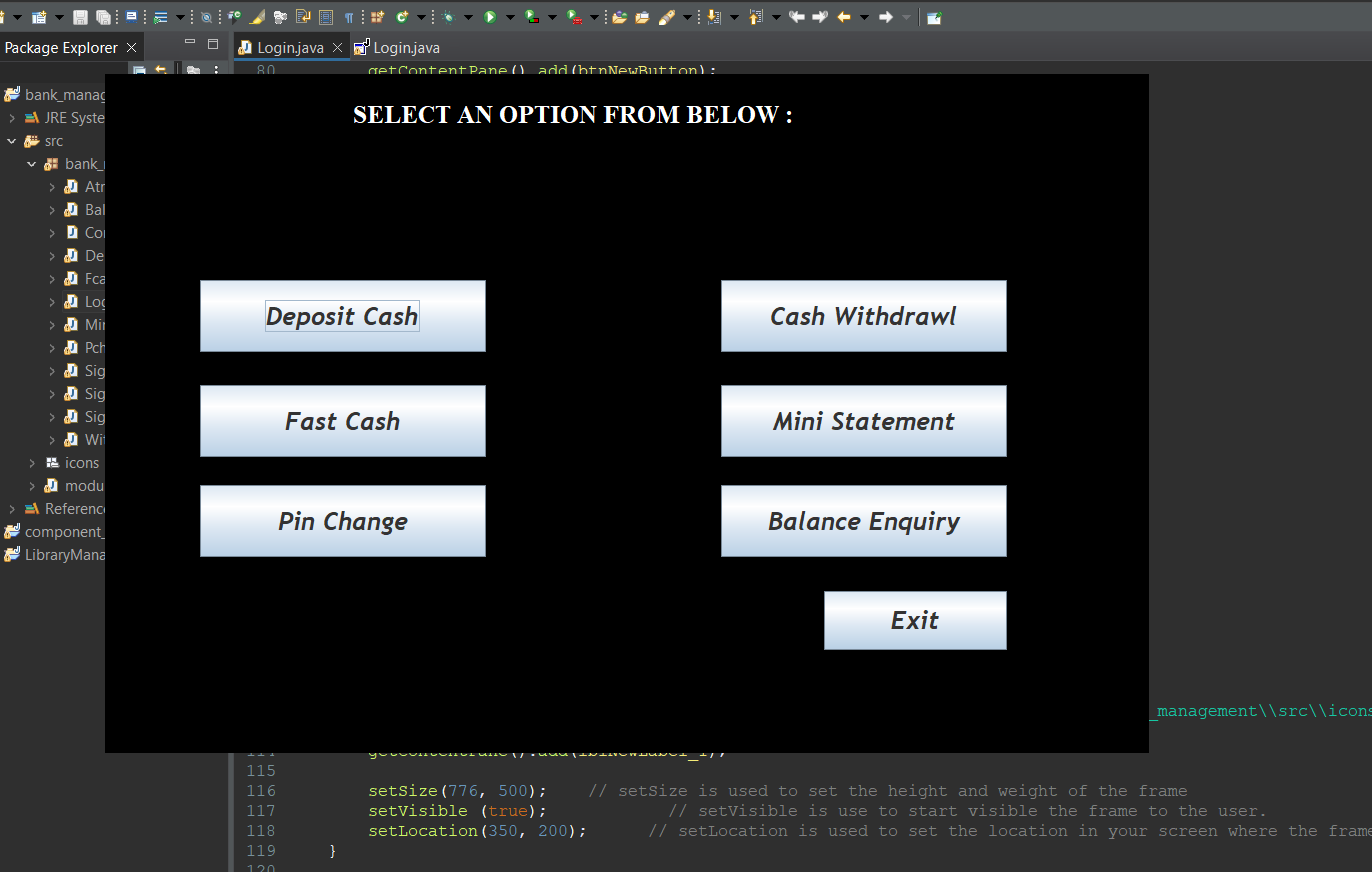 Package Explorer
Login.java
Login.java
80 getContentPane().add(btnNewButton);
bank_manag
JRE Syste
src
bank_
Atr
Bal
Cor
De
Fca
Log
Mir
Pch
Sig
Sig
Sig
Wit
icons
modu
Reference
component_
LibraryMana
SELECT AN OPTION FROM BELOW :
Deposit Cash
Cash Withdrawl
Fast Cash
Mini Statement
Pin Change
Balance Enquiry
Exit
_management\\src\\icons
115
116 setSize(776, 500); // setSize is used to set the height and weight of the frame
117 setVisible (true); // setVisible is use to start visible the frame to the user.
118 setLocation(350, 200); // setLocation is used to set the location in your screen where the frame
119 }
120